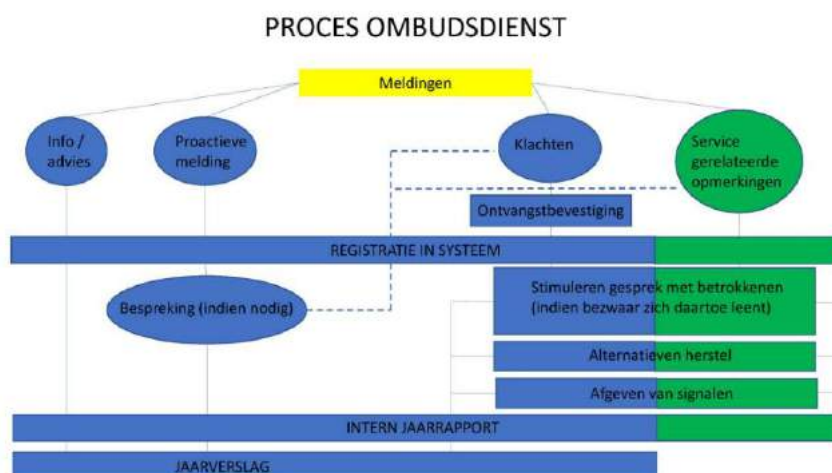 PROCES OMBUDSDIENST
Meldingen
Info /
advies
Proactieve
melding
Klachten
Service
gerelateerde
opmerkingen
Ontvangstbevestiging
REGISTRATIE IN SYSTEEM
Bespreking (indien nodig)
Stimuleren gesprek met betrokkenen
(indien bezwaar zich daartoe leent)
Alternatieven herstel
Afgeven van signalen
INTERN JAARRAPPORT
JAARVERSLAG